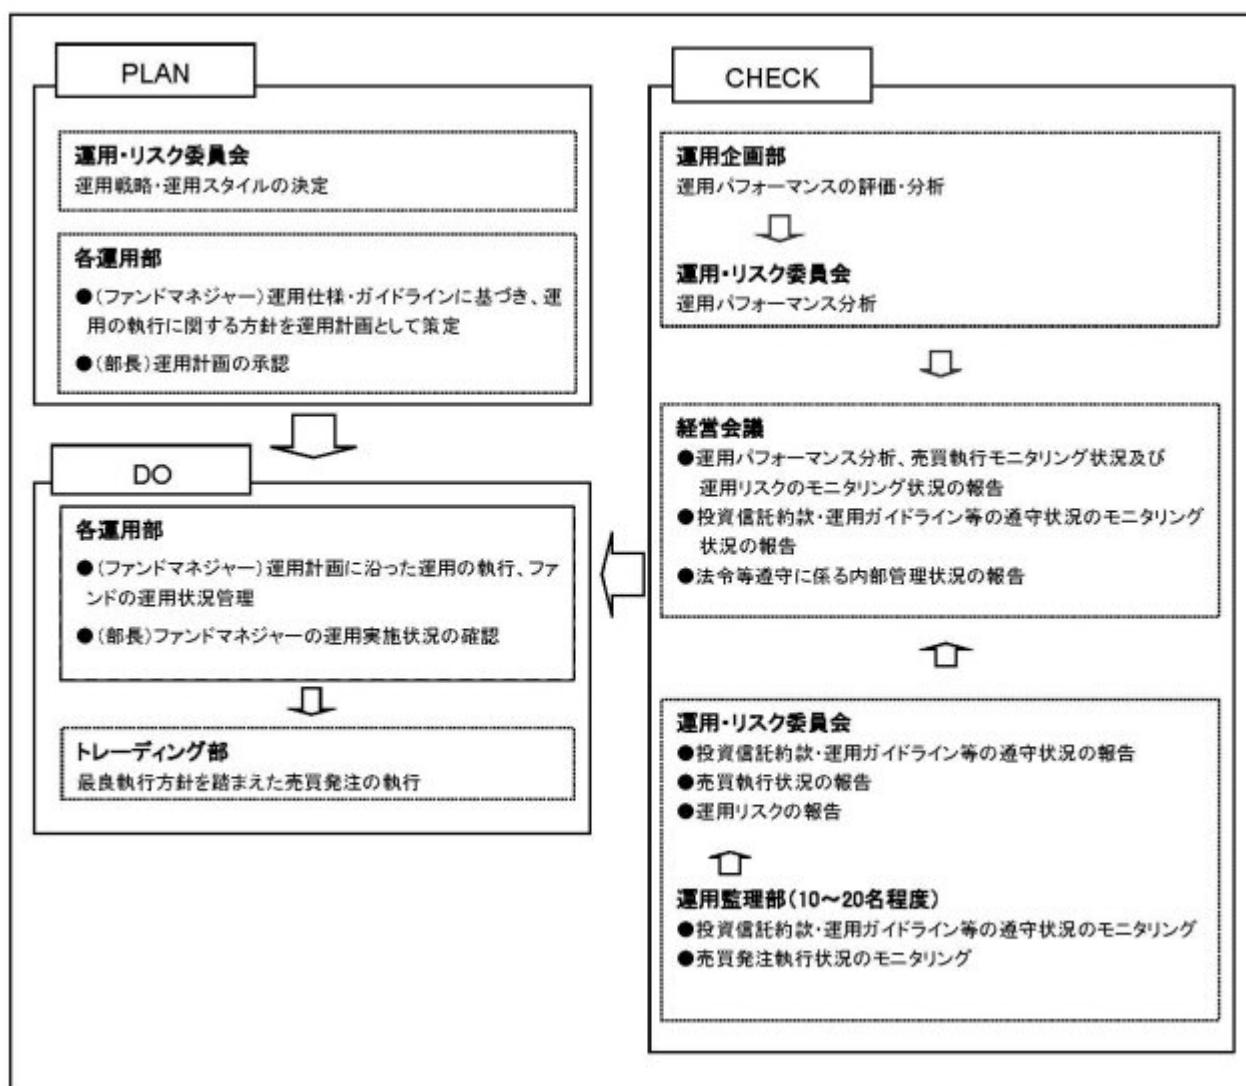 PLAN
運用・リスク委員会
運用戦略・運用スタイルの決定
各運用部
●(ファンドマネジャー)運用仕様・ガイドラインに基づき、運
用の執行に関する方針を運用計画として策定
●(部長)運用計画の承認
DO
各運用部
●(ファンドマネジャー)運用計画に沿った運用の執行、ファ
ンドの運用状況管理
●(部長)ファンドマネジャーの運用実施状況の確認
トレーディング部
最良執行方針を踏まえた売買発注の執行
CHECK
運用企画部
運用パフォーマンスの評価・分析
運用・リスク委員会
運用パフォーマンス分析
経営会議
●運用パフォーマンス分析、売買執行モニタリング状況及び
運用リスクのモニタリング状況の報告
●投資信託約款・運用ガイドライン等の遵守状況のモニタリング
状況の報告
●法令等遵守に係る内部管理状況の報告
運用・リスク委員会
●投資信託約款・運用ガイドライン等の遵守状況の報告
●売買執行状況の報告
●運用リスクの報告
運用監理部(10～20名程度)
●投資信託約款・運用ガイドライン等の遵守状況のモニタリング
●売買発注執行状況のモニタリング